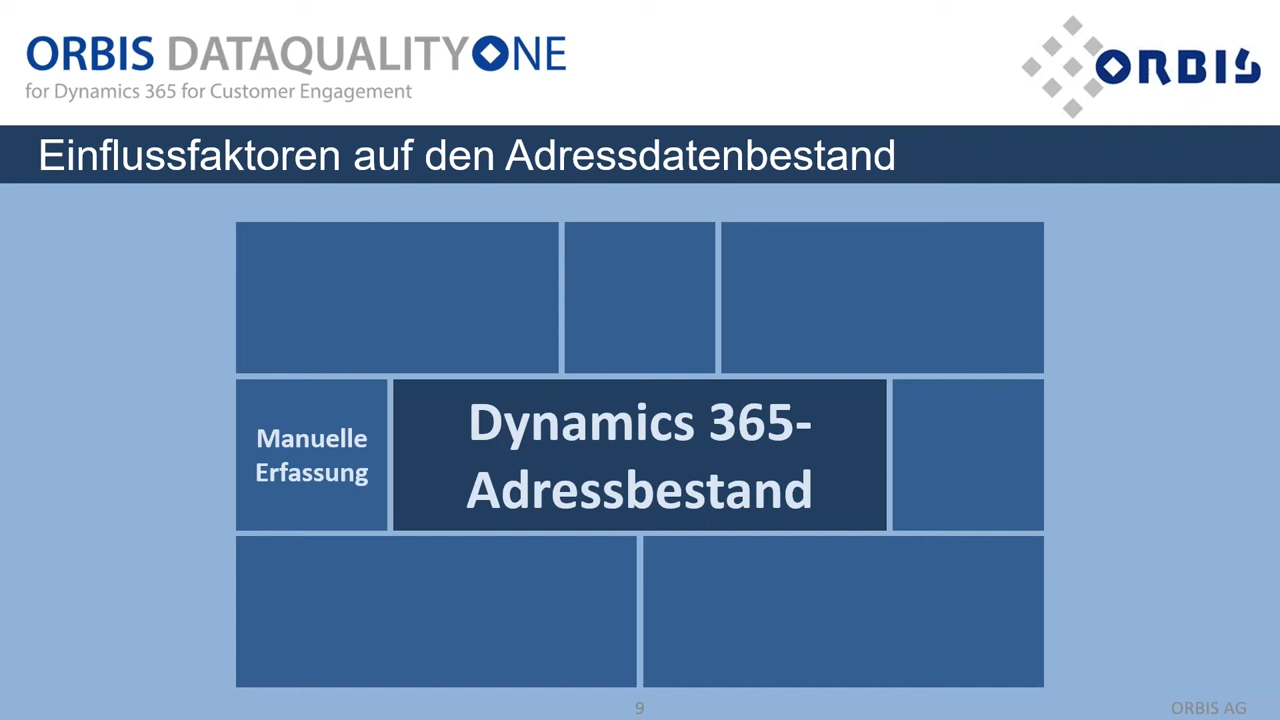 ORBIS DATAQUALITYONE
for Dynamics 365 for Customer Engagement
ORBIS
Einflussfaktoren auf den Adressdatenbestand
Manuelle
Erfassung
Dynamics 365-
Adressbestand
9
ORBIS AG